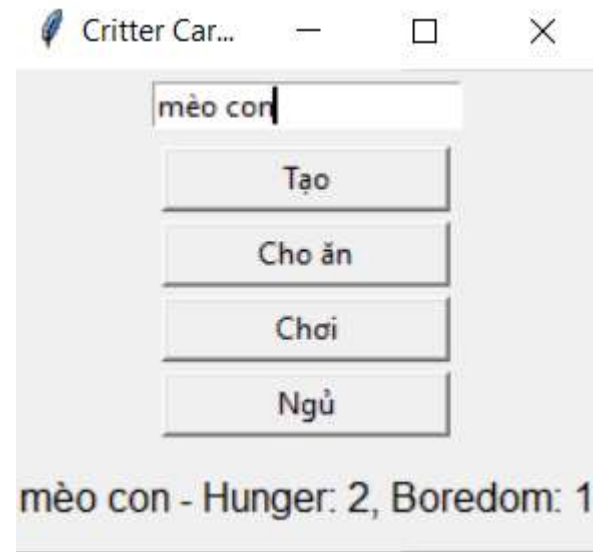 Critter Car...
mèo con
Tạo
Cho ăn
Chơi
Ngủ
mèo con - Hunger: 2, Boredom: 1